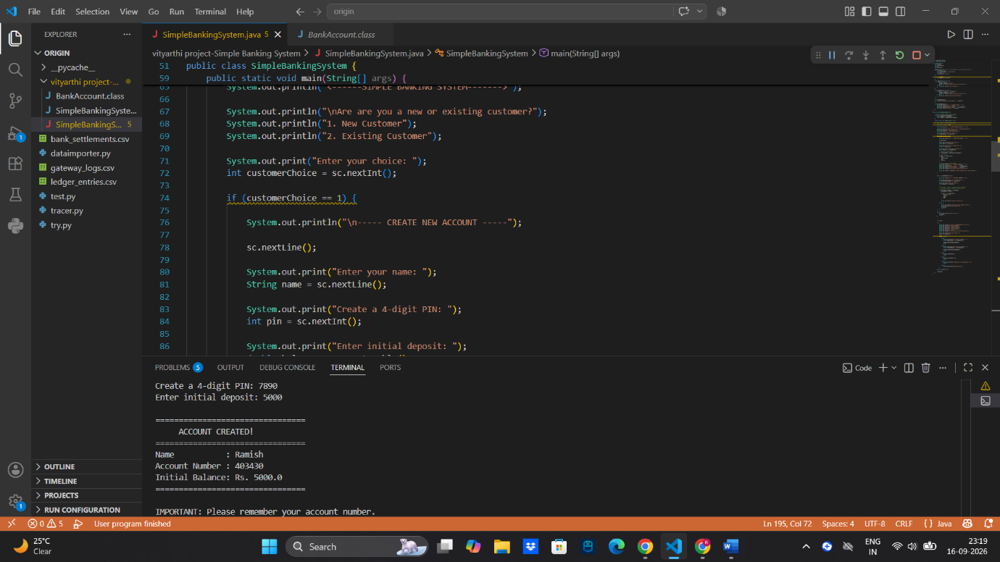 File Edit Selection View Go Run Terminal Help
origin
EXPLORER
ORIGIN
__pycache__
vityarthi project-...
BankAccount.class
SimpleBankingSyste...
SimpleBankingS... 5
bank_settlements.csv
dataimporter.py
gateway_logs.csv
ledger_entries.csv
test.py
tracer.py
try.py
OUTLINE
TIMELINE
PROJECTS
RUN CONFIGURATION
1
1
SimpleBankingSystem.java 5
BankAccount.class
vityarthi project-Simple Banking System > SimpleBankingSystem.java > SimpleBankingSystem > main(String[] args)
51 public class SimpleBankingSystem {
59 public static void main(String[] args) {
65 System.out.println("<------SIMPLE BANKING SYSTEM------->");
66
67 System.out.println("\nAre are you a new or existing customer?");
68 System.out.println("1. New Customer");
69 System.out.println("2. Existing Customer");
70
71 System.out.print("Enter your choice: ");
72 int customerChoice = sc.nextInt();
73
74 if (customerChoice == 1) {
75
76 System.out.println("\n----- CREATE NEW ACCOUNT -----");
77
78 sc.nextLine();
79
80 System.out.print("Enter your name: ");
81 String name = sc.nextLine();
82
83 System.out.print("Create a 4-digit PIN: ");
84 int pin = sc.nextInt();
85
86 System.out.print("Enter initial deposit: ");
PROBLEMS 5 OUTPUT DEBUG CONSOLE TERMINAL PORTS
Code
Create a 4-digit PIN: 7890
Enter initial deposit: 5000
================================
ACCOUNT CREATED!
================================
Name : Ramish
Account Number : 403430
Initial Balance: Rs. 5000.0
================================
IMPORTANT: Please remember your account number.
0 5 User program finished
Ln 195, Col 72 Spaces: 4 UTF-8 CRLF {} Java
25°C
Clear
Search
ENG
IN
23:19
16-09-2026